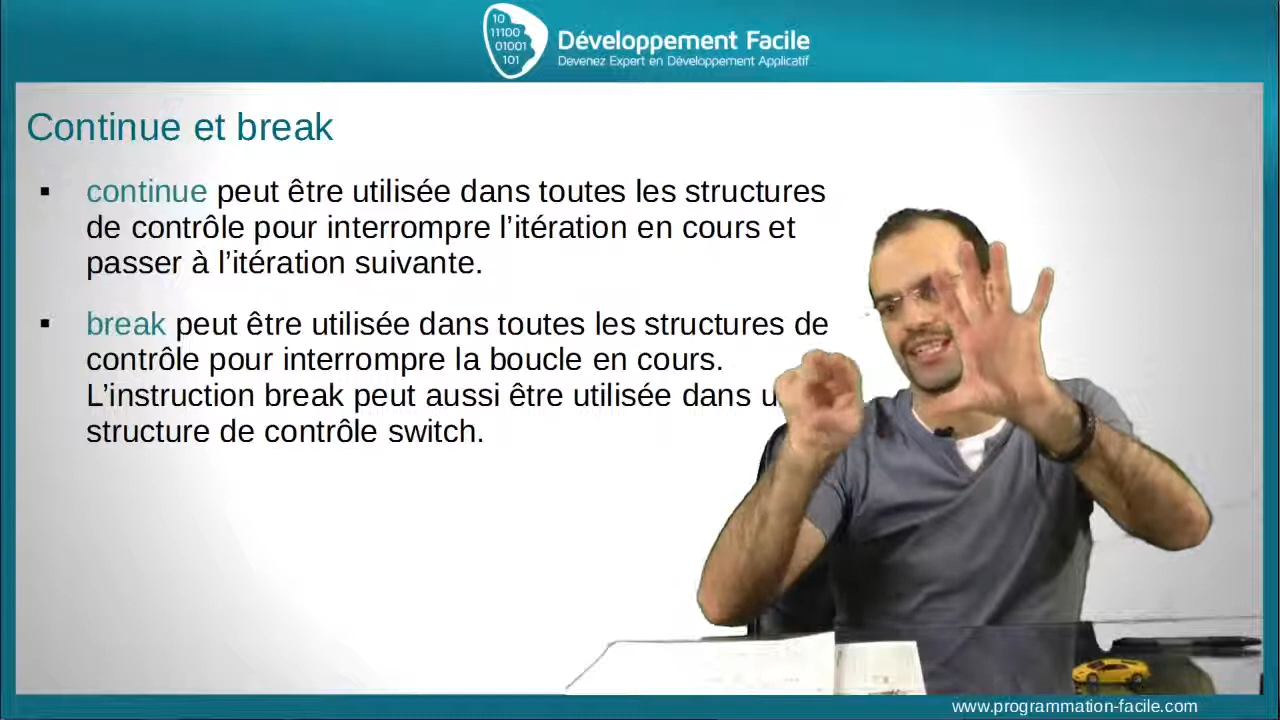 10
11100
01001
101
Développement Facile
Devenez Expert en Développement Applicatif
Continue et break
continue peut être utilisée dans toutes les structures
de contrôle pour interrompre l’itération en cours et
passer à l’itération suivante.
break peut être utilisée dans toutes les structures de
contrôle pour interrompre la boucle en cours.
L’instruction break peut aussi être utilisée dans
structure de contrôle switch.
www.programmation-facile.com